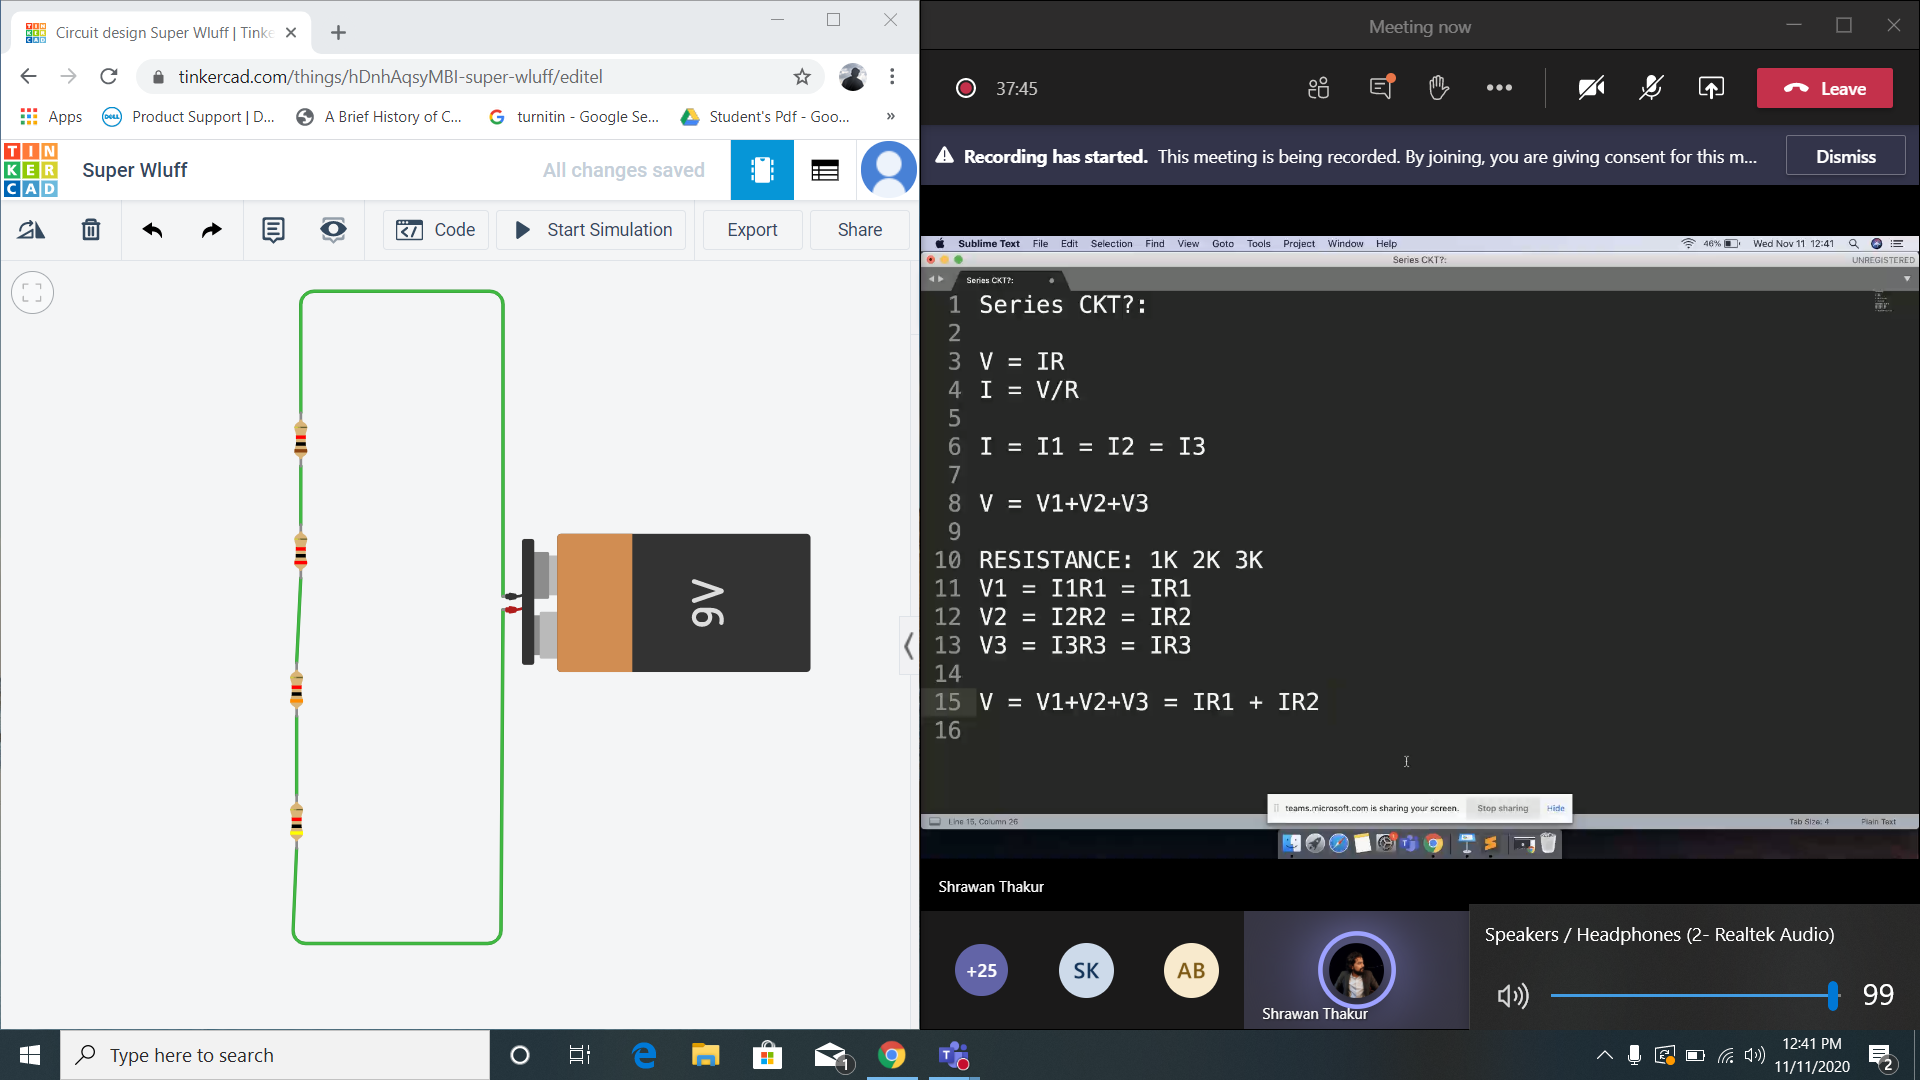 Circuit design Super Wluff | Tinke
tinkercad.com/things/hDnhAqsyMBI-super-wluff/editel
Apps
Product Support | D...
A Brief History of C...
turnitin - Google Se...
Student's Pdf - Goo...
»
TIN
KER
CAD
Super Wluff
All changes saved
Code
Start Simulation
Export
Share
9V
Meeting now
37:45
Leave
Recording has started. This meeting is being recorded. By joining, you are giving consent for this m...
Dismiss
Sublime Text File Edit Selection Find View Goto Tools Project Window Help
46% Wed Nov 11 12:41
Series CKT?:
UNREGISTERED
Series CKT?:
1 Series CKT?:
2
3 V = IR
4 I = V/R
5
6 I = I1 = I2 = I3
7
8 V = V1+V2+V3
9
10 RESISTANCE: 1K 2K 3K
11 V1 = I1R1 = IR1
12 V2 = I2R2 = IR2
13 V3 = I3R3 = IR3
14
15 V = V1+V2+V3 = IR1 + IR2
16
teams.microsoft.com is sharing your screen. Stop sharing Hide
Line 15, Column 26
Tab Size: 4
Plain Text
Shrawan Thakur
+25
SK
AB
Shrawan Thakur
Speakers / Headphones (2- Realtek Audio)
99
Type here to search
1
12:41 PM
11/11/2020
2